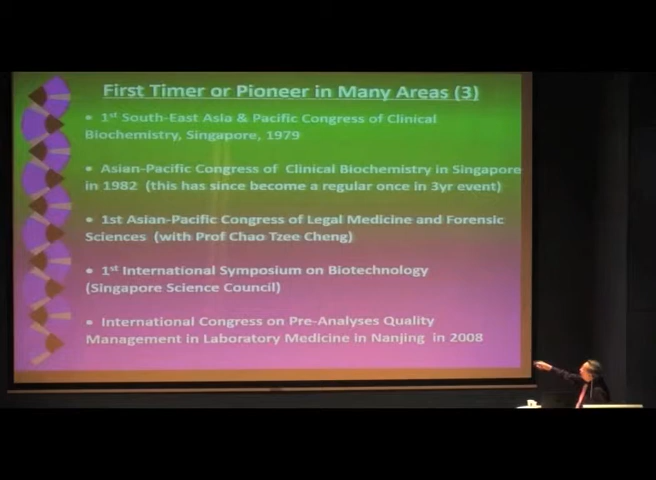 First Timer or Pioneer in Many Areas (3)
• 1st South-East Asia & Pacific Congress of Clinical
Biochemistry, Singapore, 1979
• Asian-Pacific Congress of Clinical Biochemistry in Singapore
in 1982 (this has since become a regular once in 3yr event)
• 1st Asian-Pacific Congress of Legal Medicine and Forensic
Sciences (with Prof Chao Tzee Cheng)
• 1st International Symposium on Biotechnology
(Singapore Science Council)
• International Congress on Pre-Analyses Quality
Management in Laboratory Medicine in Nanjing in 2008